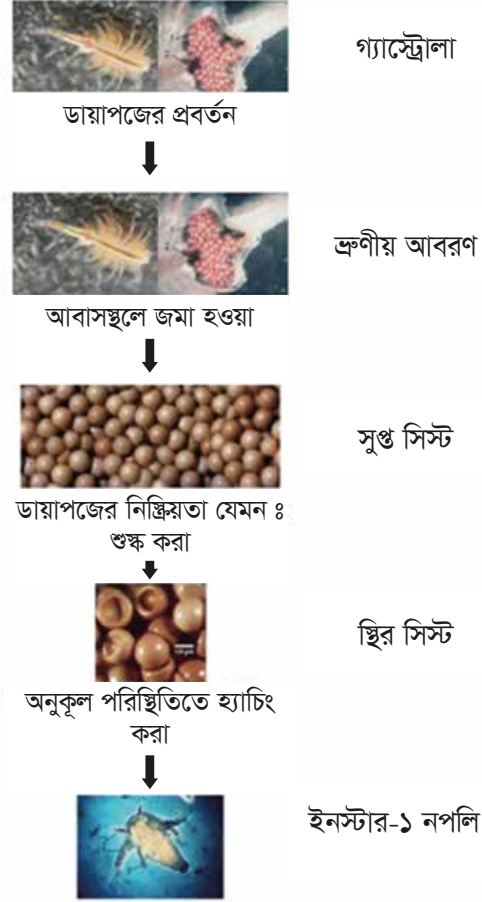 গ্যাস্ট্রোলা
ডায়াপজের প্রবর্তন
ভ্রুণীয় আবরণ
আবাসস্থলে জমা হওয়া
সুপ্ত সিস্ট
ডায়াপজের নিষ্ক্রিয়তা যেমন ঃ
শুস্ক করা
স্থির সিস্ট
অনুকূল পরিস্থিতিতে হ্যাচিং
করা
ইনস্টার-১ নপলি